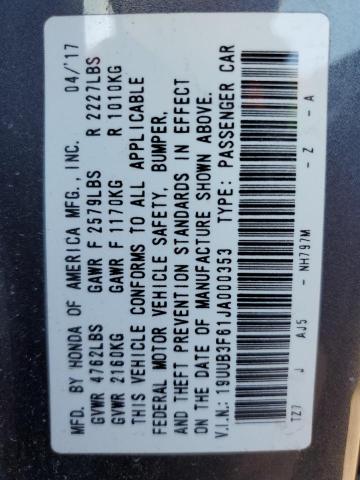 MFD. BY HONDA OF AMERICA MFG., INC. 04/'17
GVWR 4762LBS GAWR F 2579LBS R 2227LBS
GVWR 2160KG GAWR F 1170KG R 1010KG
THIS VEHICLE CONFORMS TO ALL APPLICABLE
FEDERAL MOTOR VEHICLE SAFETY, BUMPER,
AND THEFT PREVENTION STANDARDS IN EFFECT
ON THE DATE OF MANUFACTURE SHOWN ABOVE.
V.I.N.: 19UUB3F61JA000353 TYPE: PASSENGER CAR
TZ7 J AJ5 - NH797M - Z - A